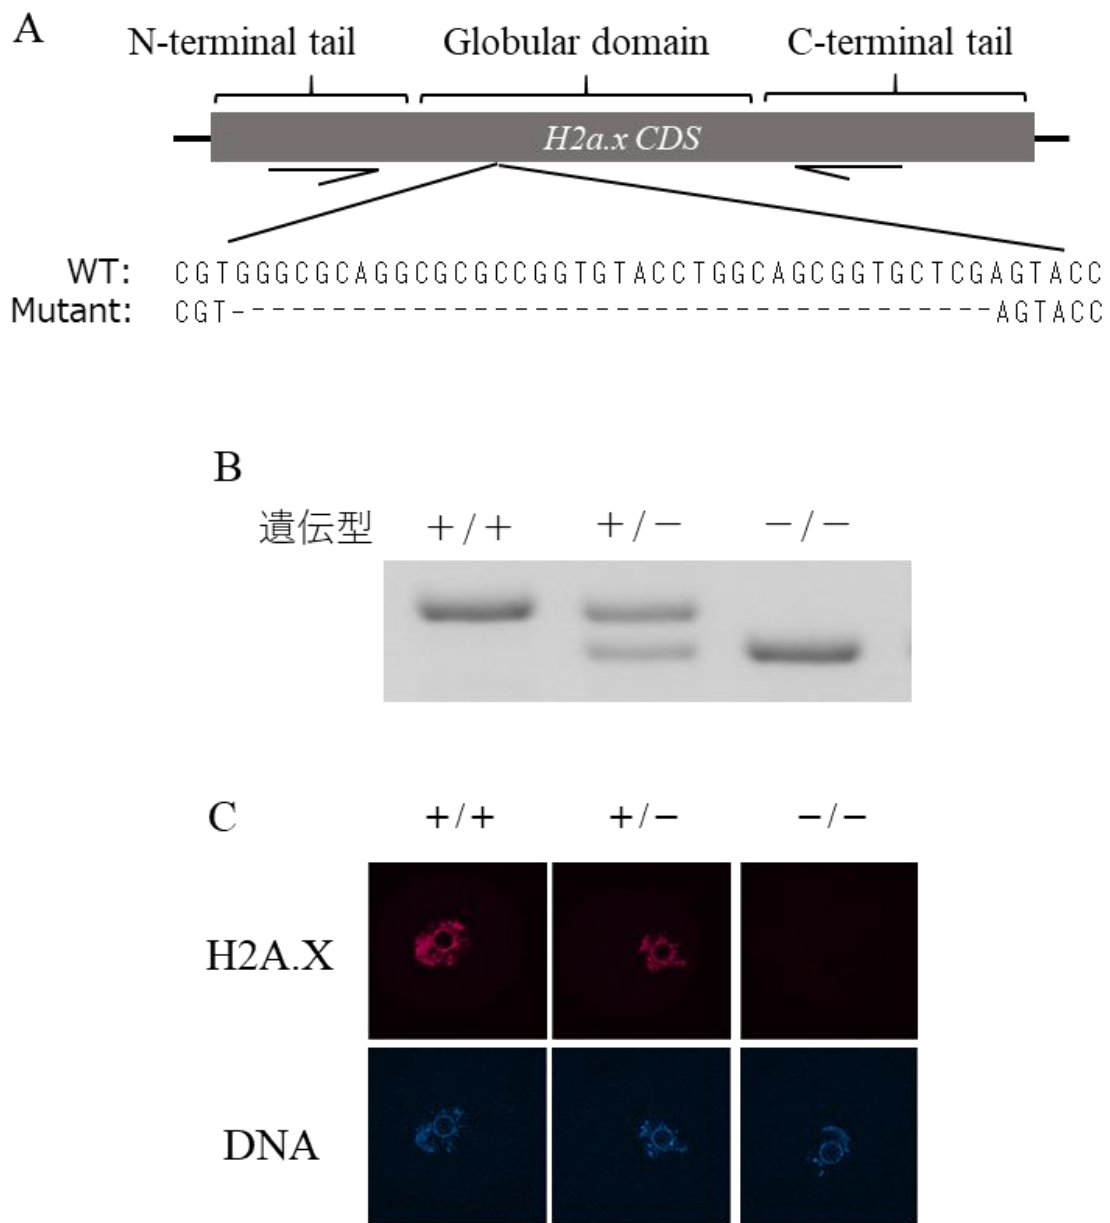 A
N-terminal tail Globular domain C-terminal tail
H2a.x CDS
WT: CGTGGGCGCAGGCGCGCCGGTGTACCTGGCAGCGGTGCTCGAGTACC
Mutant: CGT--------------------------------------AGTACC
B
遺伝型 +/+ +/− −/−
C
+/+ +/− −/−
H2A.X
DNA